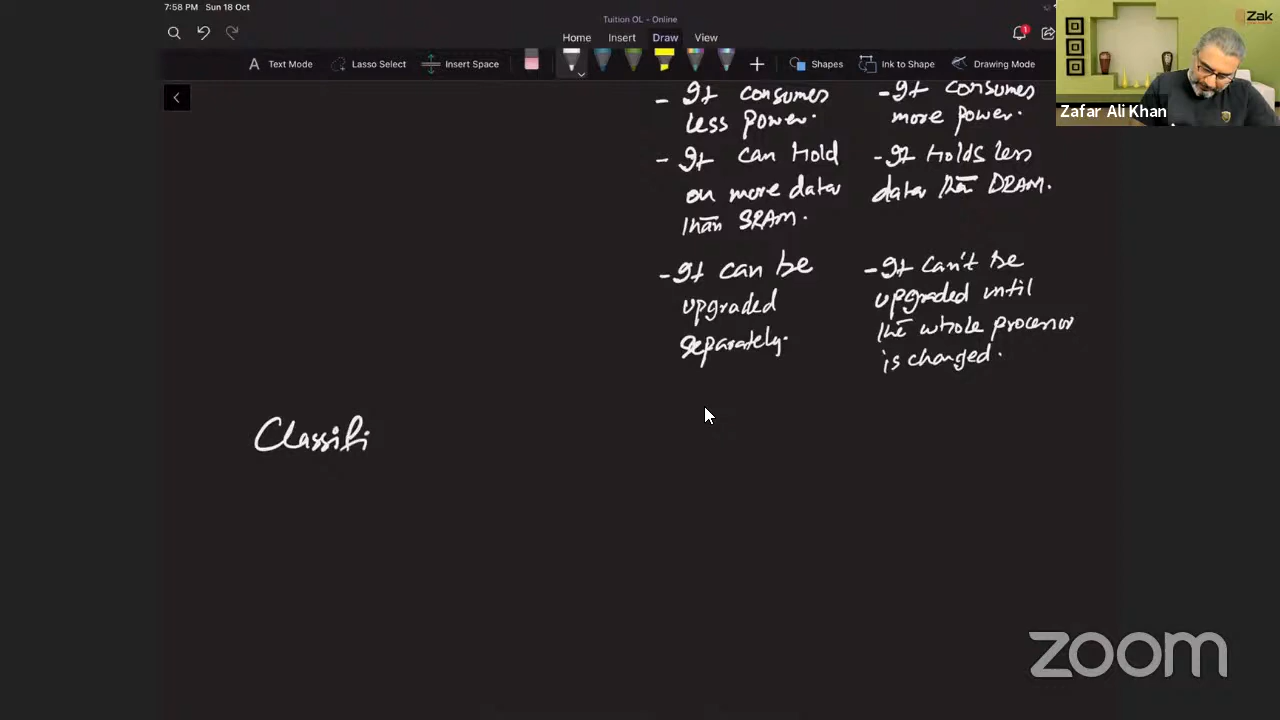 7:58 PM Sun 18 Oct
Tuition OL - Online
Home Insert Draw View
1
Text Mode Lasso Select Insert Space Shapes Ink to Shape Drawing Mode
Zak
Zafar Ali Khan
- It consumes
less power.
- It can Hold
on more data
than SRAM.
- It can be
upgraded
separately.
- It consumes
more power.
- It Holds less
data than DRAM.
- It can't be
upgraded until
the whole processor
is changed.
Classifi
zoom